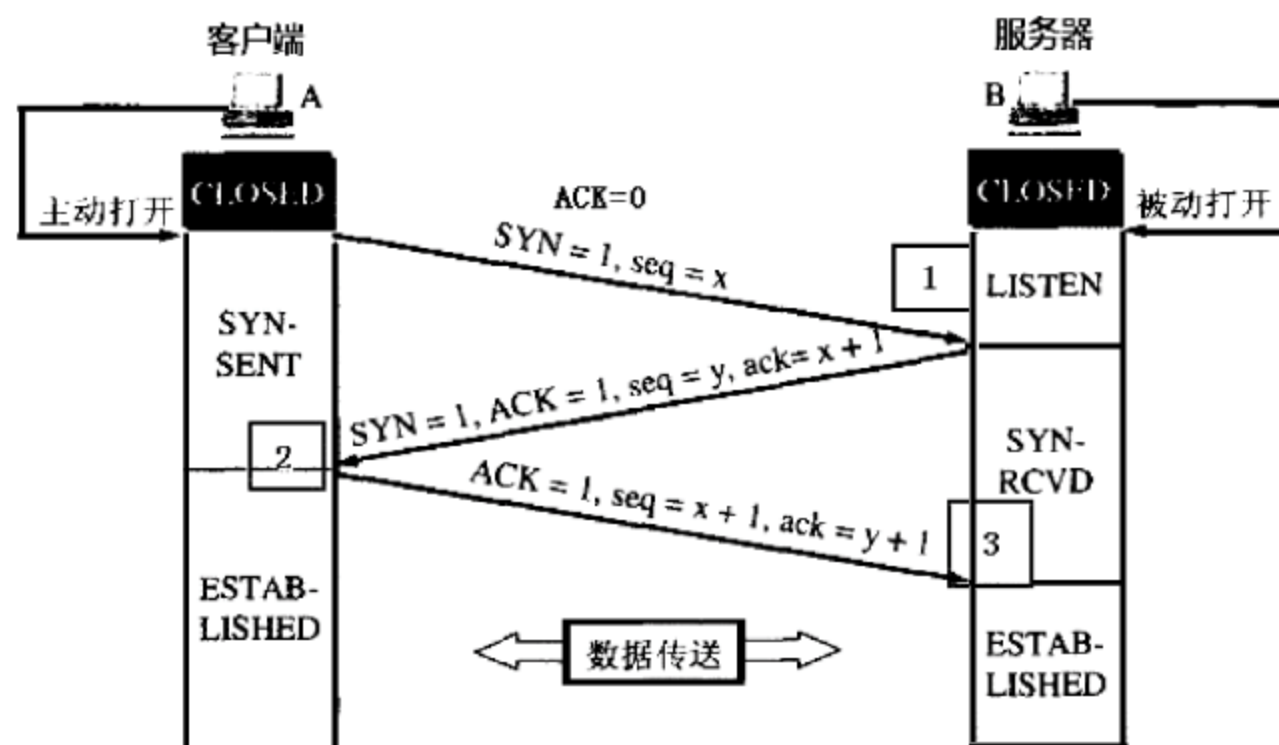 客户端
服务器
A
B
CLOSED
CLOSED
主动打开
被动打开
ACK=0
SYN = 1, seq = x
1
LISTEN
SYN-
SENT
SYN = 1, ACK = 1, seq = y, ack= x + 1
2
SYN-
RCVD
ACK = 1, seq = x + 1, ack = y + 1
3
ESTAB-
LISHED
数据传送
ESTAB-
LISHED